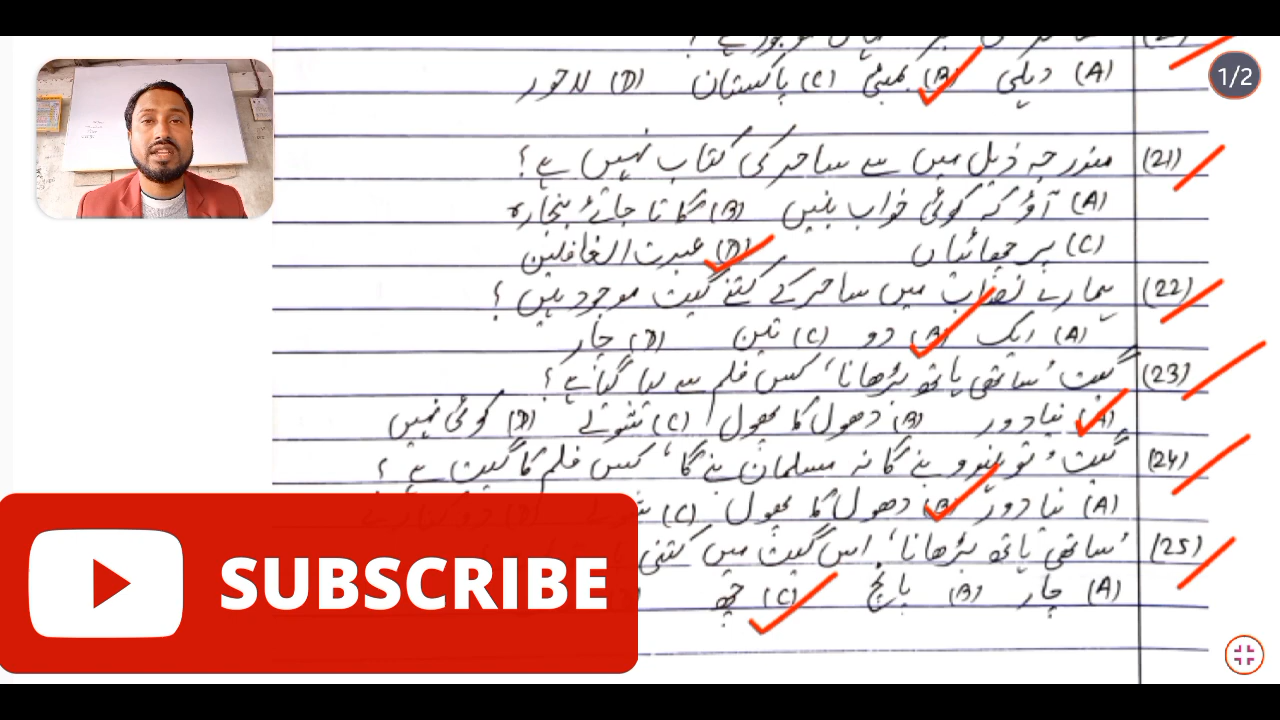 1/2
(A) دہلی (B) بمبئی (C) پاکستان (D) لاہور
(21) مندرجہ ذیل میں سے ساحر کی کتاب نہیں ہے؟
(A) آؤ کہ کوئی خواب بنیں (B) گاتا جائے بنجارہ
(C) پرچھائیاں (D) عبرت الغافلین
(22) ہمارے نصاب میں ساحر کے کتنے گیت موجود ہیں؟
(A) ایک (B) دو (C) تین (D) چار
(23) گیت 'ساتھی ہاتھ بڑھانا' کس فلم سے لیا گیا ہے؟
(A) نیا دور (B) دھول کا پھول (C) شعلے (D) کوئی نہیں
(24) گیت 'تو ہندو بنے گا نہ مسلمان بنے گا' کس فلم کا گیت ہے؟
(A) نیا دور (B) دھول کا پھول (C)
(25) 'ساتھی ہاتھ بڑھانا' اس گیت میں کتنی
(A) چار (B) پانچ (C) چھ
SUBSCRIBE